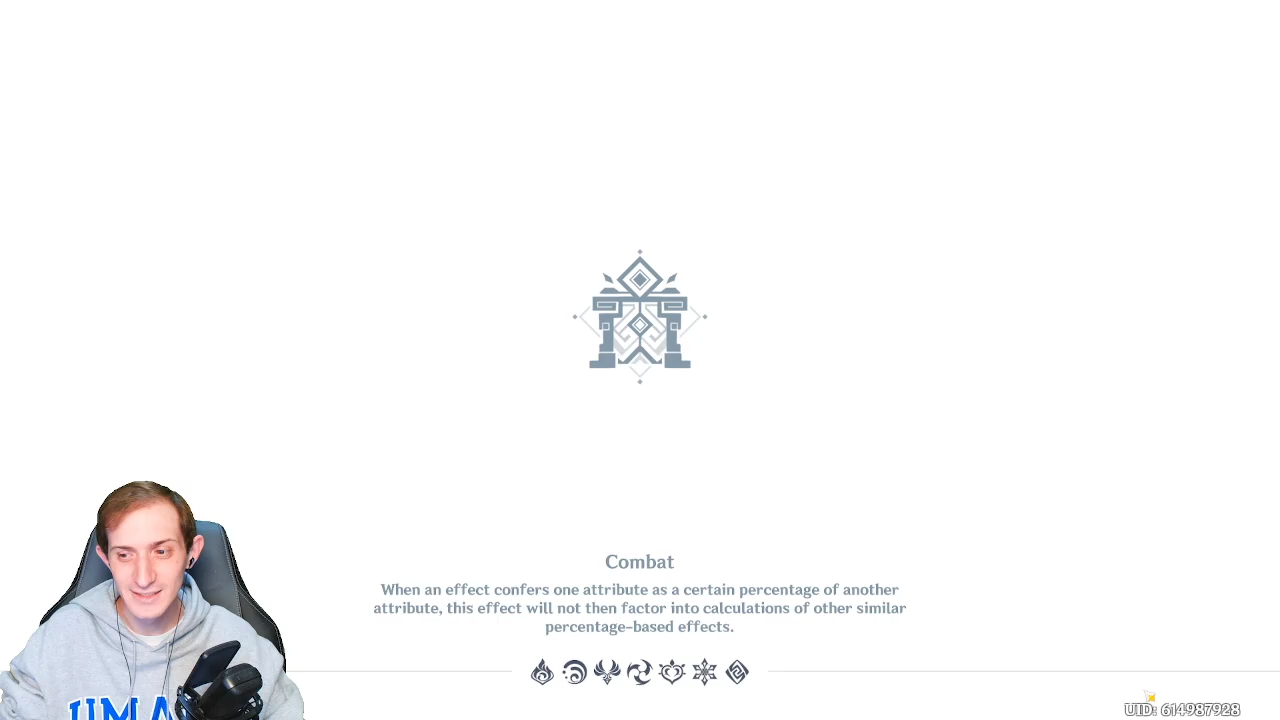 Combat
When an effect confers one attribute as a certain percentage of another
attribute, this effect will not then factor into calculations of other similar
percentage-based effects.
UMA
UID: 614987928